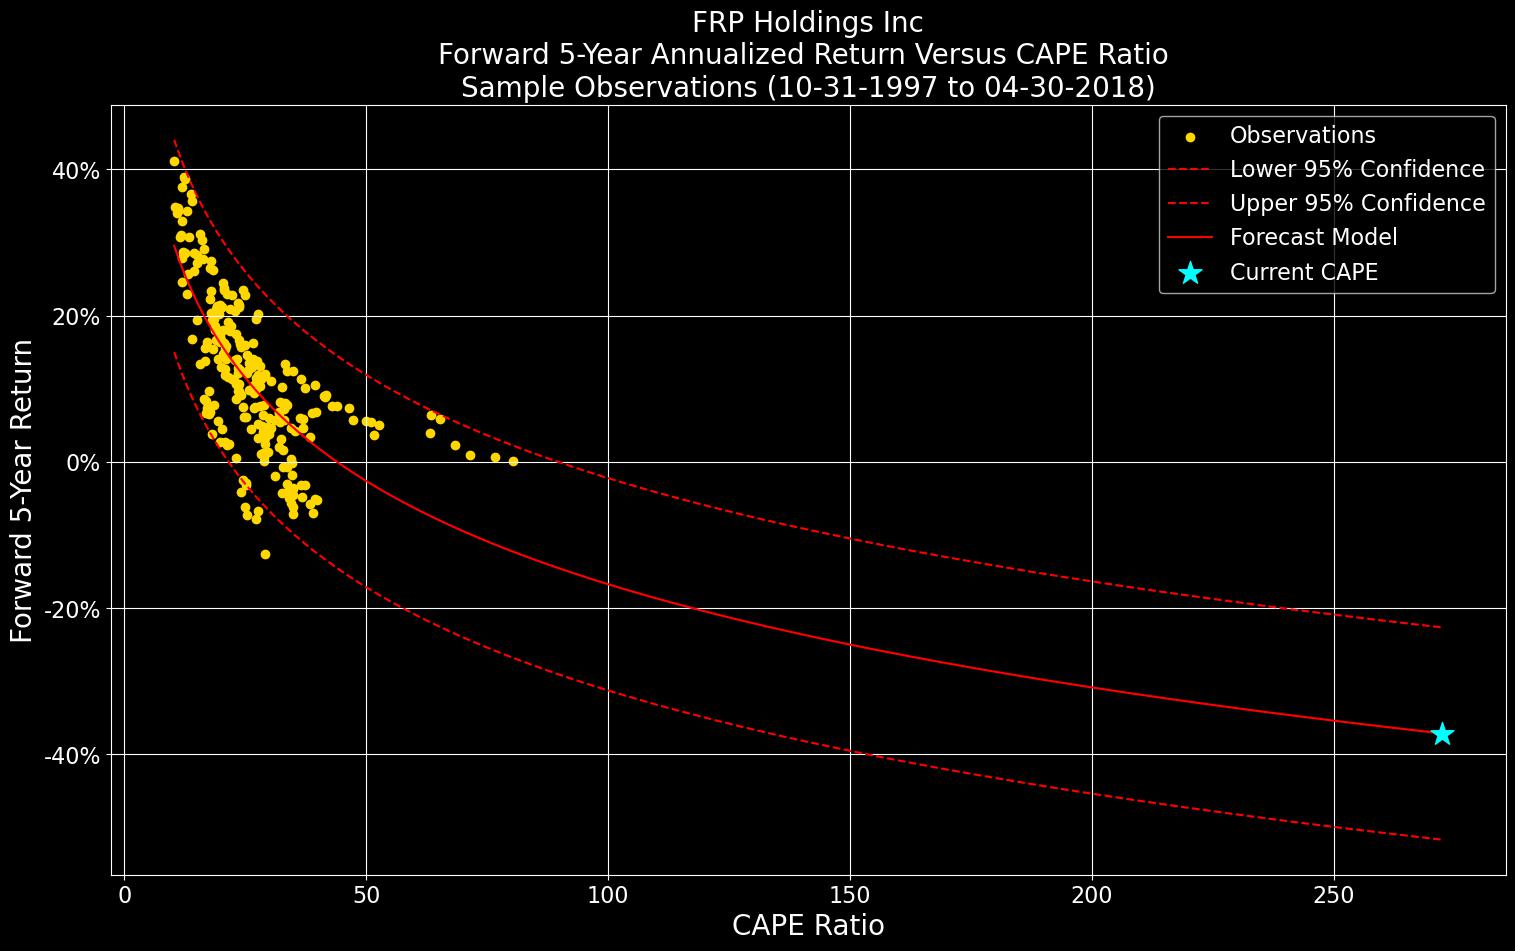 FRP Holdings Inc
Forward 5-Year Annualized Return Versus CAPE Ratio
Sample Observations (10-31-1997 to 04-30-2018)
Observations
Lower 95% Confidence
Upper 95% Confidence
Forecast Model
Current CAPE
Forward 5-Year Return
40%
20%
0%
-20%
-40%
0 50 100 150 200 250
CAPE Ratio